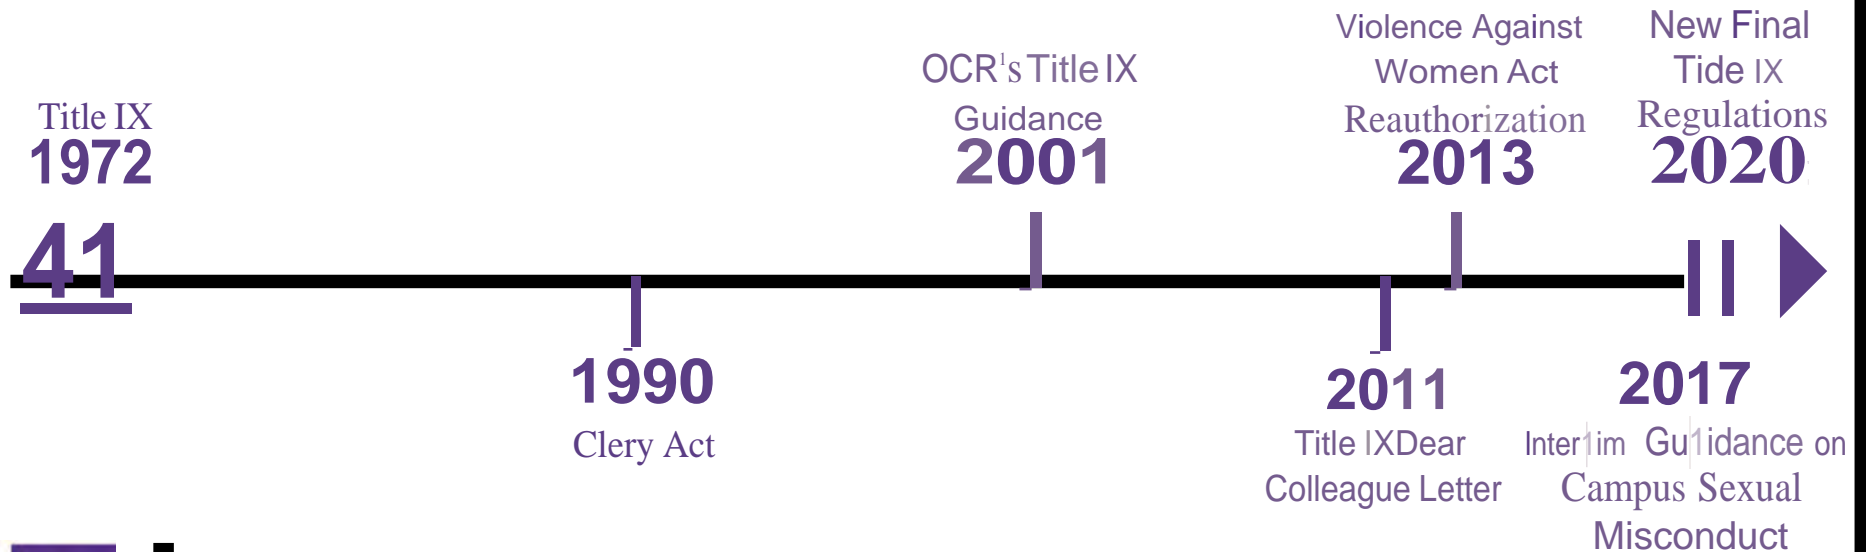 Title IX
1972
41
1990
Clery Act
OCR¹s Title IX
Guidance
2001
2011
Title IXDear
Colleague Letter
Violence Against
Women Act
Reauthorization
2013
2017
Inter1im Gu1idance on
Campus Sexual
Misconduct
New Final
Tide IX
Regulations
2020